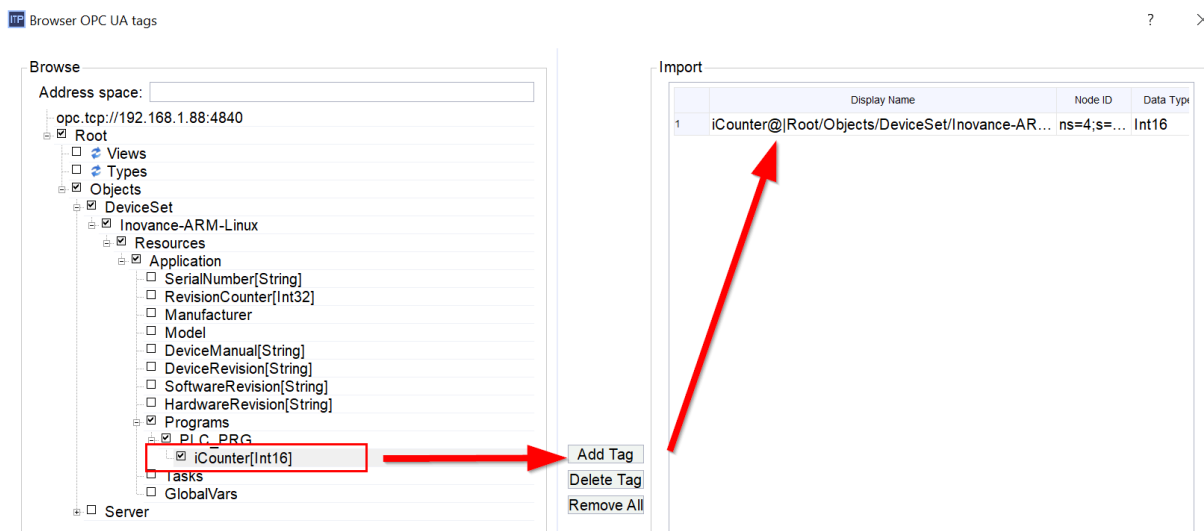 ITP Browser OPC UA tags ?
Browse
Address space:
opc.tcp://192.168.1.88:4840
Root
Views
Types
Objects
DeviceSet
Inovance-ARM-Linux
Resources
Application
SerialNumber[String]
RevisionCounter[Int32]
Manufacturer
Model
DeviceManual[String]
DeviceRevision[String]
SoftwareRevision[String]
HardwareRevision[String]
Programs
PLC_PRG
iCounter[Int16]
Tasks
GlobalVars
Server
Add Tag
Delete Tag
Remove All
Import
Display Name Node ID Data Type
1 iCounter@|Root/Objects/DeviceSet/Inovance-AR... ns=4;s=... Int16